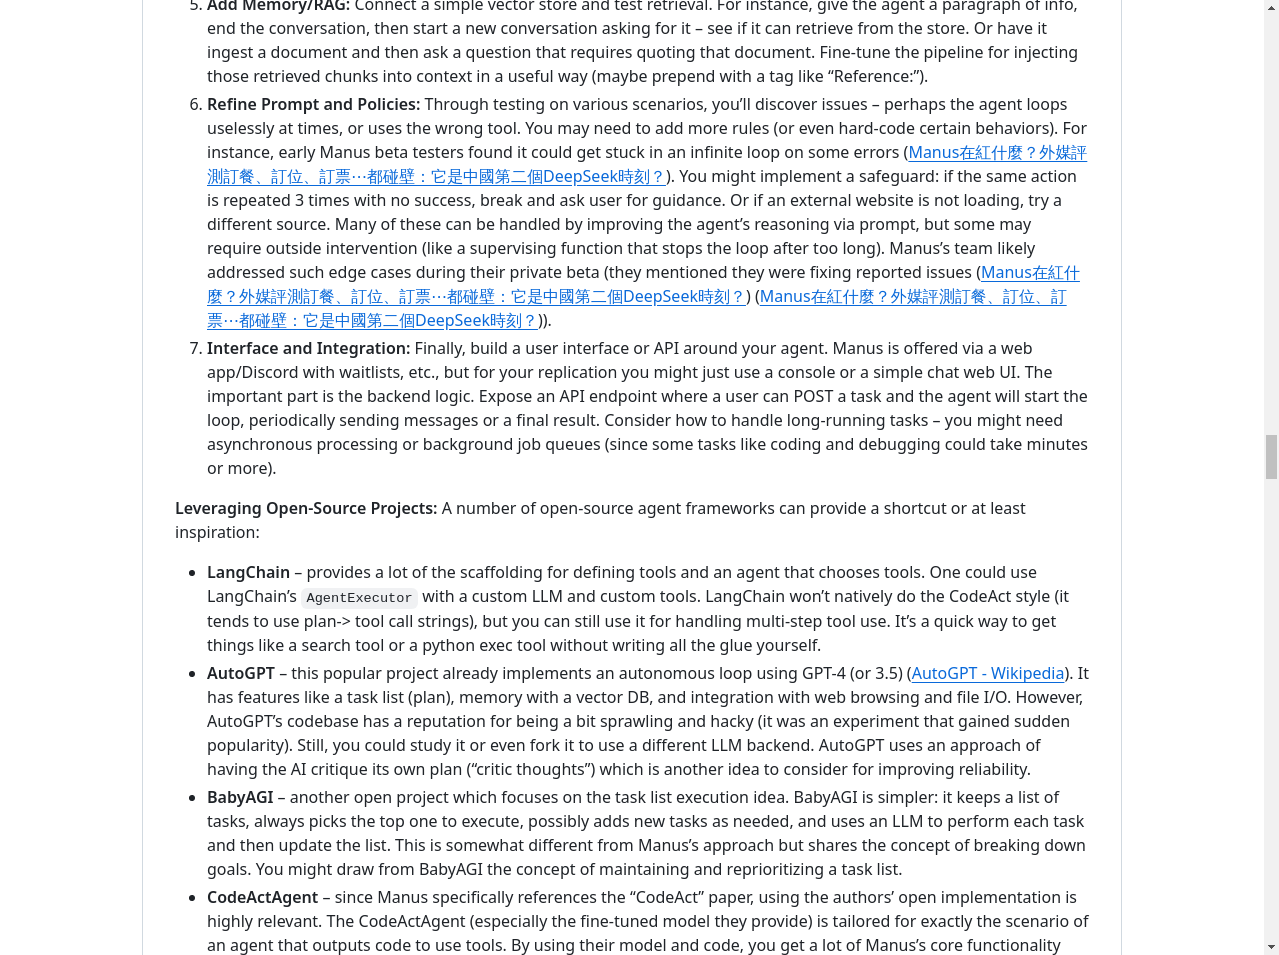 5. Add Memory/RAG: Connect a simple vector store and test retrieval. For instance, give the agent a paragraph of info,
end the conversation, then start a new conversation asking for it – see if it can retrieve from the store. Or have it
ingest a document and then ask a question that requires quoting that document. Fine-tune the pipeline for injecting
those retrieved chunks into context in a useful way (maybe prepend with a tag like “Reference:”).
6. Refine Prompt and Policies: Through testing on various scenarios, you’ll discover issues – perhaps the agent loops
uselessly at times, or uses the wrong tool. You may need to add more rules (or even hard-code certain behaviors). For
instance, early Manus beta testers found it could get stuck in an infinite loop on some errors (Manus在紅什麼？外媒評
測訂餐、訂位、訂票⋯都碰壁：它是中國第二個DeepSeek時刻？). You might implement a safeguard: if the same action
is repeated 3 times with no success, break and ask user for guidance. Or if an external website is not loading, try a
different source. Many of these can be handled by improving the agent’s reasoning via prompt, but some may
require outside intervention (like a supervising function that stops the loop after too long). Manus’s team likely
addressed such edge cases during their private beta (they mentioned they were fixing reported issues (Manus在紅什
麼？外媒評測訂餐、訂位、訂票⋯都碰壁：它是中國第二個DeepSeek時刻？) (Manus在紅什麼？外媒評測訂餐、訂位、訂
票⋯都碰壁：它是中國第二個DeepSeek時刻？)).
7. Interface and Integration: Finally, build a user interface or API around your agent. Manus is offered via a web
app/Discord with waitlists, etc., but for your replication you might just use a console or a simple chat web UI. The
important part is the backend logic. Expose an API endpoint where a user can POST a task and the agent will start the
loop, periodically sending messages or a final result. Consider how to handle long-running tasks – you might need
asynchronous processing or background job queues (since some tasks like coding and debugging could take minutes
or more).
Leveraging Open-Source Projects: A number of open-source agent frameworks can provide a shortcut or at least
inspiration:
• LangChain – provides a lot of the scaffolding for defining tools and an agent that chooses tools. One could use
LangChain’s AgentExecutor with a custom LLM and custom tools. LangChain won’t natively do the CodeAct style (it
tends to use plan-> tool call strings), but you can still use it for handling multi-step tool use. It’s a quick way to get
things like a search tool or a python exec tool without writing all the glue yourself.
• AutoGPT – this popular project already implements an autonomous loop using GPT-4 (or 3.5) (AutoGPT - Wikipedia). It
has features like a task list (plan), memory with a vector DB, and integration with web browsing and file I/O. However,
AutoGPT’s codebase has a reputation for being a bit sprawling and hacky (it was an experiment that gained sudden
popularity). Still, you could study it or even fork it to use a different LLM backend. AutoGPT uses an approach of
having the AI critique its own plan (“critic thoughts”) which is another idea to consider for improving reliability.
• BabyAGI – another open project which focuses on the task list execution idea. BabyAGI is simpler: it keeps a list of
tasks, always picks the top one to execute, possibly adds new tasks as needed, and uses an LLM to perform each task
and then update the list. This is somewhat different from Manus’s approach but shares the concept of breaking down
goals. You might draw from BabyAGI the concept of maintaining and reprioritizing a task list.
• CodeActAgent – since Manus specifically references the “CodeAct” paper, using the authors’ open implementation is
highly relevant. The CodeActAgent (especially the fine-tuned model they provide) is tailored for exactly the scenario of
an agent that outputs code to use tools. By using their model and code, you get a lot of Manus’s core functionality